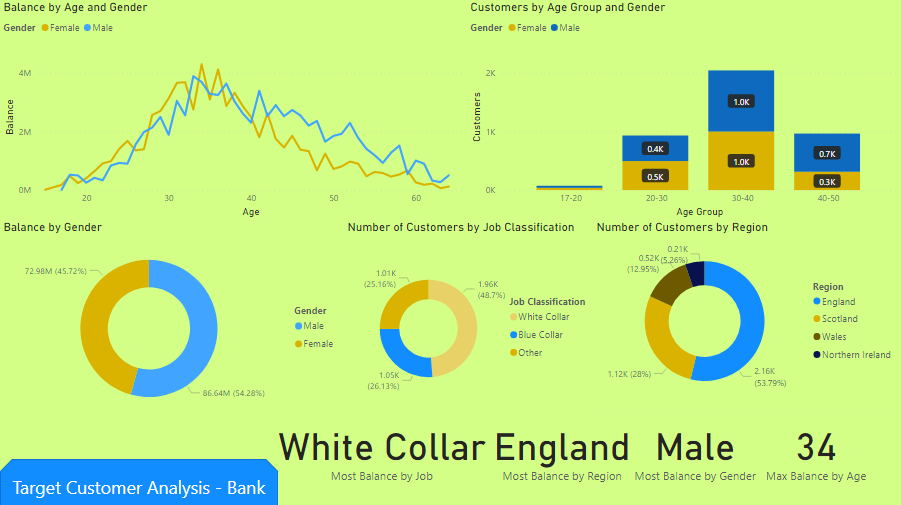 Balance by Age and Gender
Gender Female Male
4M
2M
0M
Balance
20 30 40 50 60
Age
Customers by Age Group and Gender
Gender Female Male
2K
1K
0K
Customers
0.4K
0.5K
1.0K
1.0K
0.7K
0.3K
17-20 20-30 30-40 40-50
Age Group
Balance by Gender
72.98M (45.72%)
86.64M (54.28%)
Gender
Male
Female
Number of Customers by Job Classification
1.01K
(25.16%)
1.96K
(48.7%)
1.05K
(26.13%)
Job Classification
White Collar
Blue Collar
Other
Number of Customers by Region
0.21K
(5.26%)
0.52K
(12.95%)
1.12K (28%)
2.16K
(53.79%)
Region
England
Scotland
Wales
Northern Ireland
White Collar
Most Balance by Job
England
Most Balance by Region
Male
Most Balance by Gender
34
Max Balance by Age
Target Customer Analysis - Bank